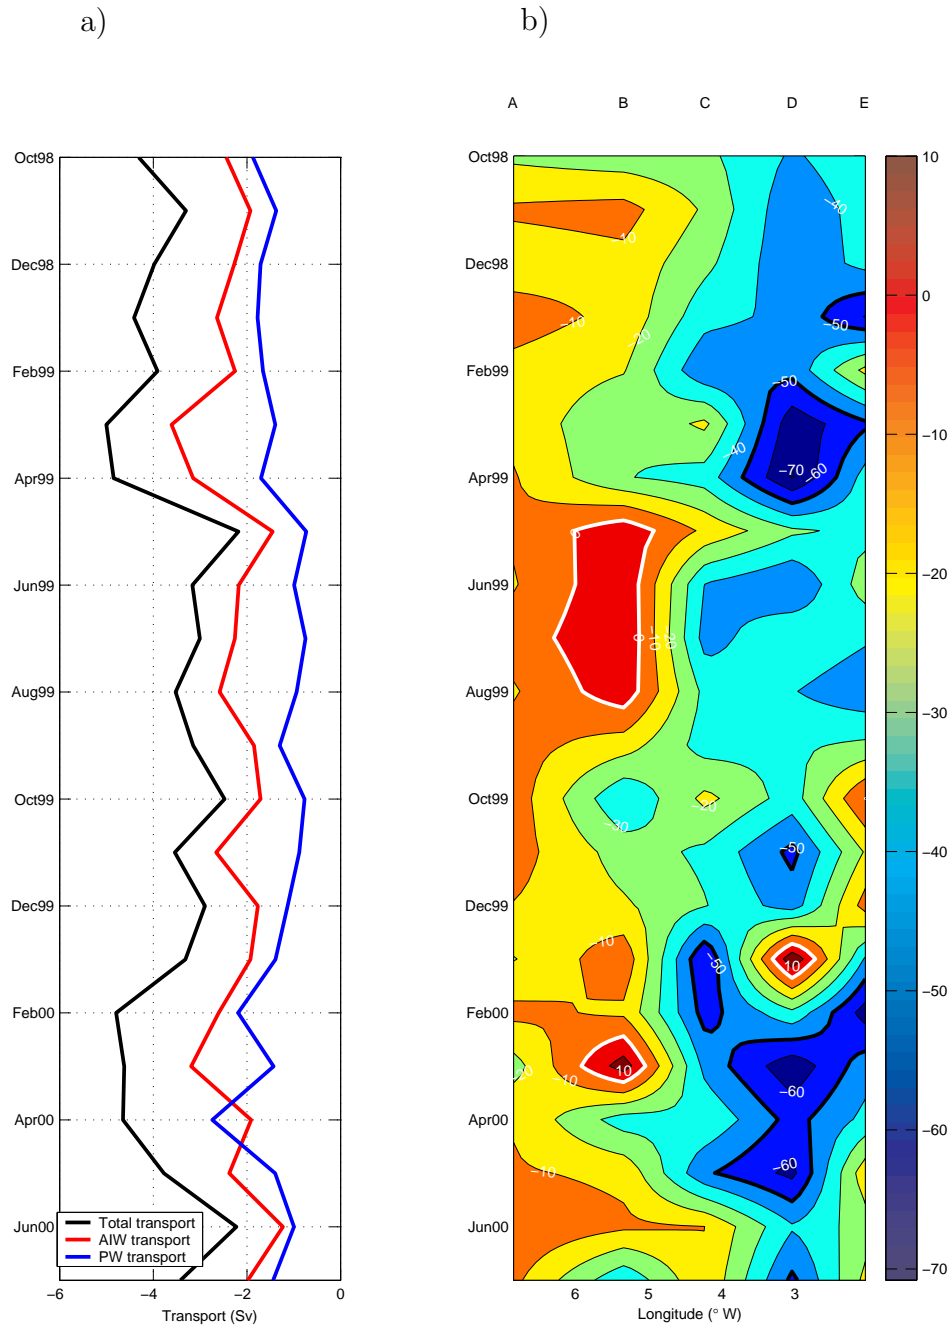 a)
b)
A B C D E
Oct98
Dec98
Feb99
Apr99
Jun99
Aug99
Oct99
Dec99
Feb00
Apr00
Jun00
Total transport
AIW transport
PW transport
−6 −4 −2 0
Transport (Sv)
Oct98
Dec98
Feb99
Apr99
Jun99
Aug99
Oct99
Dec99
Feb00
Apr00
Jun00
−40
−10
−10
−50
−20
−50
−40
−70
−60
0
0
−10
−20
−20
−30
−50
−10
−50
10
10
−20
−10
−60
−60
−10
6 5 4 3
Longitude (° W)
10
0
−10
−20
−30
−40
−50
−60
−70